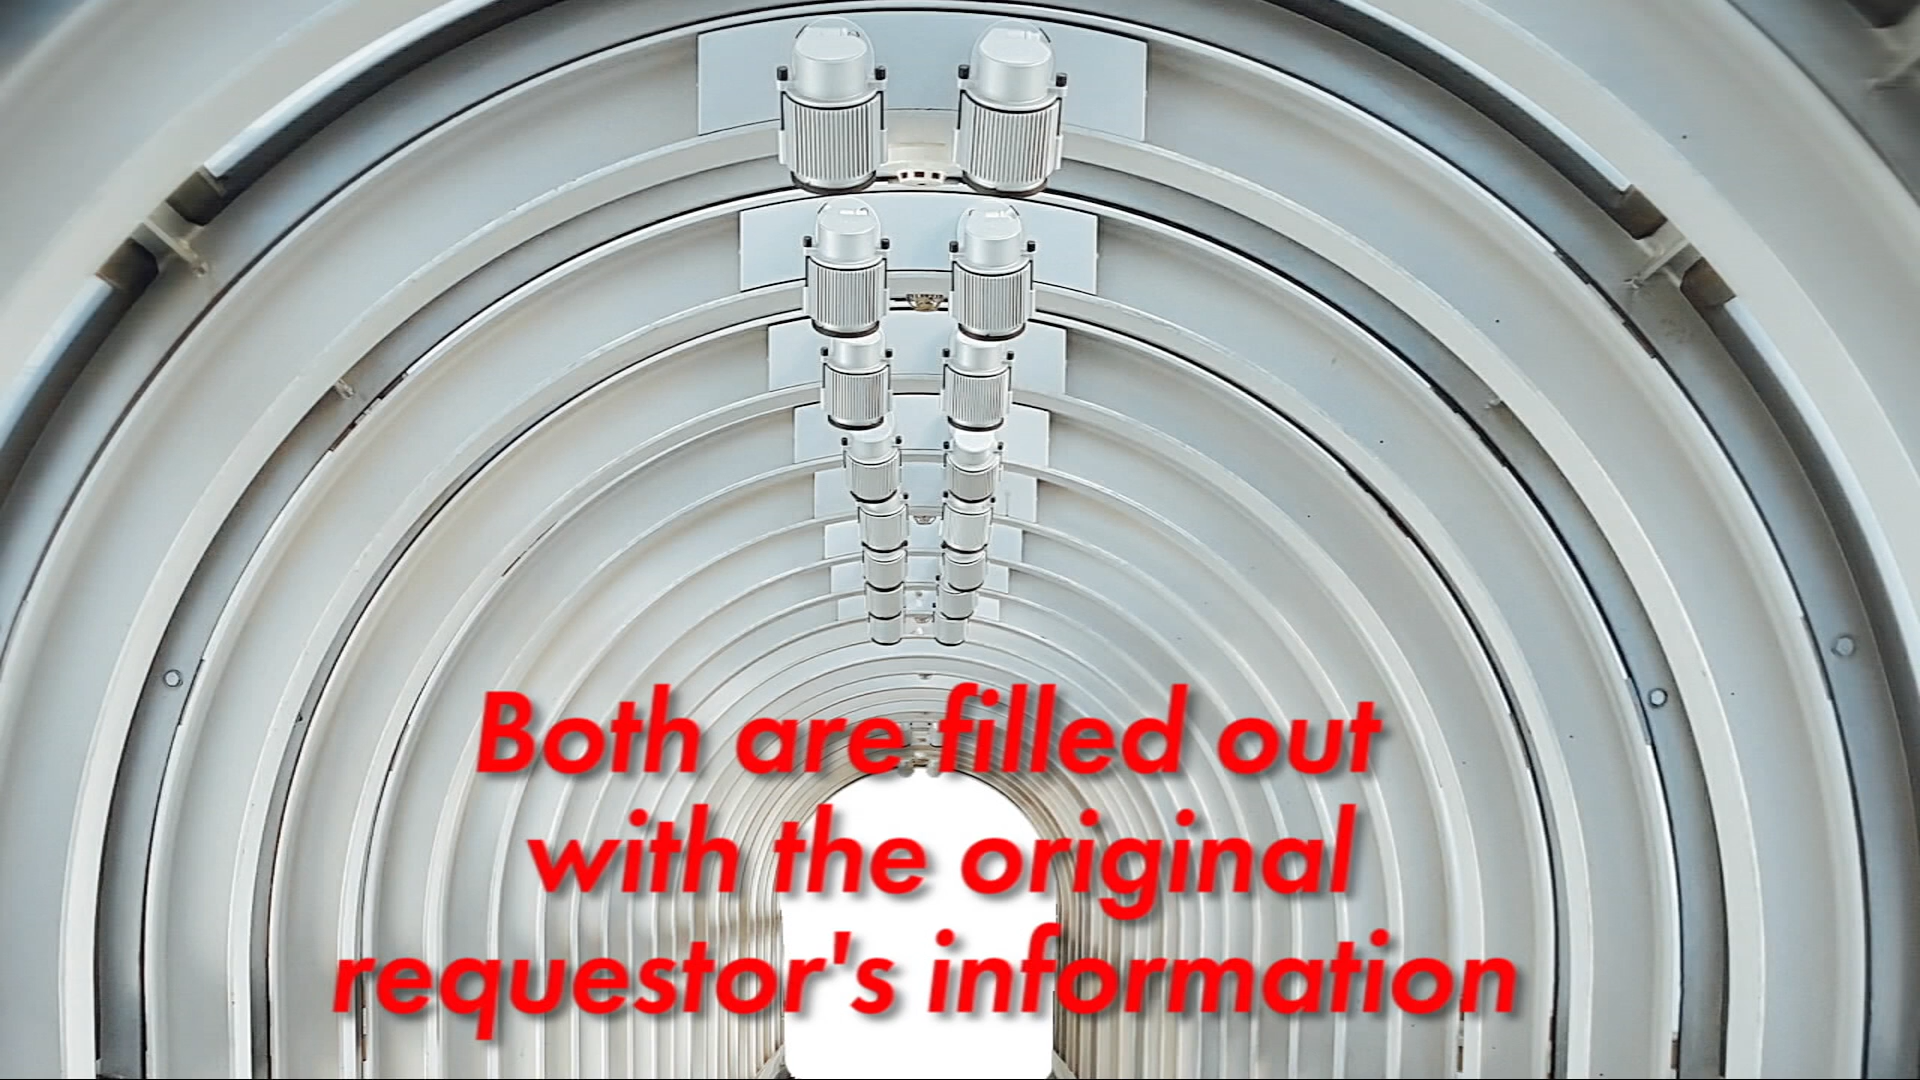 Both are filled out
with the original
requestor's information